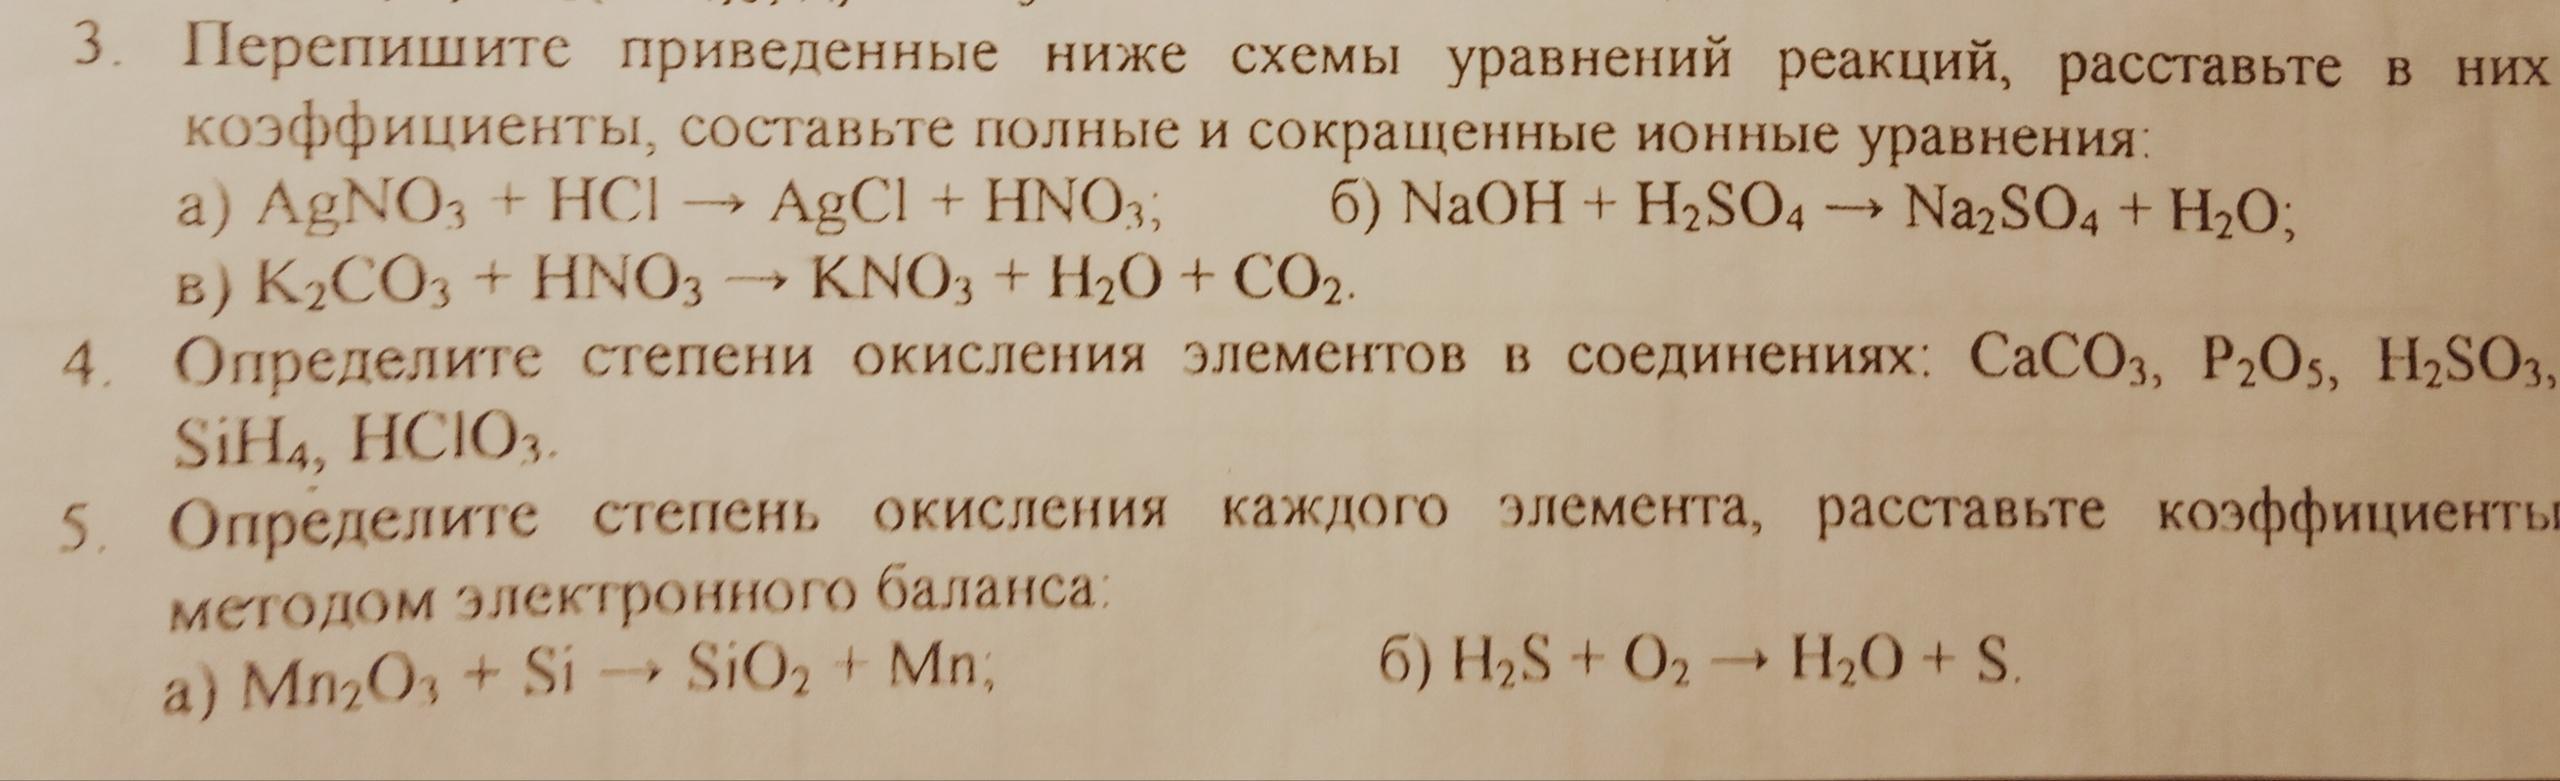 3. Перепишите приведенные ниже схемы уравнений реакций, расставьте в них
коэффициенты, составьте полные и сокращенные ионные уравнения:
а) AgNO₃ + HCl → AgCl + HNO₃; б) NaOH + H₂SO₄ → Na₂SO₄ + H₂O;
в) K₂CO₃ + HNO₃ → KNO₃ + H₂O + CO₂.
4. Определите степени окисления элементов в соединениях: CaCO₃, P₂O₅, H₂SO₃,
SiH₄, HClO₃.
5. Определите степень окисления каждого элемента, расставьте коэффициенты
методом электронного баланса:
а) Mn₂O₃ + Si → SiO₂ + Mn; б) H₂S + O₂ → H₂O + S.